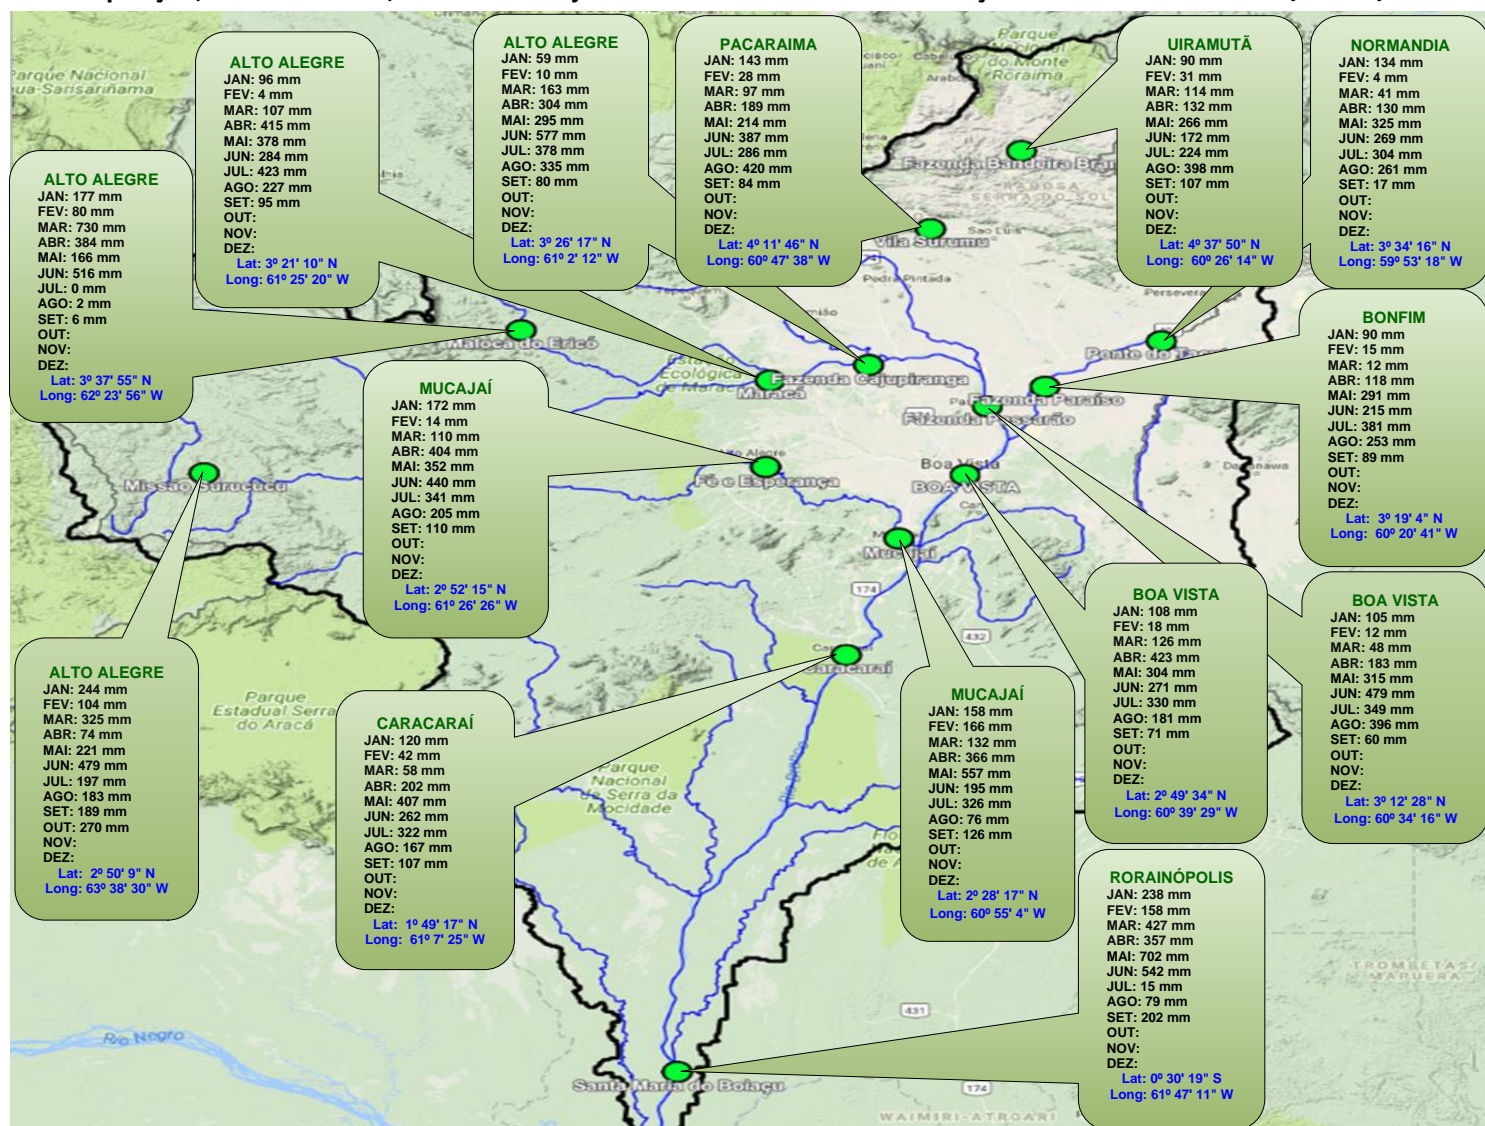 ALTO ALEGRE
JAN: 96 mm
FEV: 4 mm
MAR: 107 mm
ABR: 415 mm
MAI: 378 mm
JUN: 284 mm
JUL: 423 mm
AGO: 227 mm
SET: 95 mm
OUT:
NOV:
DEZ:
Lat: 3º 21' 10" N
Long: 61º 25' 20" W
ALTO ALEGRE
JAN: 59 mm
FEV: 10 mm
MAR: 163 mm
ABR: 304 mm
MAI: 295 mm
JUN: 577 mm
JUL: 378 mm
AGO: 335 mm
SET: 80 mm
OUT:
NOV:
DEZ:
Lat: 3º 26' 17" N
Long: 61º 2' 12" W
PACARAIMA
JAN: 143 mm
FEV: 28 mm
MAR: 97 mm
ABR: 189 mm
MAI: 214 mm
JUN: 387 mm
JUL: 286 mm
AGO: 420 mm
SET: 84 mm
OUT:
NOV:
DEZ:
Lat: 4º 11' 46" N
Long: 60º 47' 38" W
UIRAMUTÃ
JAN: 90 mm
FEV: 31 mm
MAR: 114 mm
ABR: 132 mm
MAI: 266 mm
JUN: 172 mm
JUL: 224 mm
AGO: 398 mm
SET: 107 mm
OUT:
NOV:
DEZ:
Lat: 4º 37' 50" N
Long: 60º 26' 14" W
NORMANDIA
JAN: 134 mm
FEV: 4 mm
MAR: 41 mm
ABR: 130 mm
MAI: 325 mm
JUN: 269 mm
JUL: 304 mm
AGO: 261 mm
SET: 17 mm
OUT:
NOV:
DEZ:
Lat: 3º 34' 16" N
Long: 59º 53' 18" W
ALTO ALEGRE
JAN: 177 mm
FEV: 80 mm
MAR: 730 mm
ABR: 384 mm
MAI: 166 mm
JUN: 516 mm
JUL: 0 mm
AGO: 2 mm
SET: 6 mm
OUT:
NOV:
DEZ:
Lat: 3º 37' 55" N
Long: 62º 23' 56" W
BONFIM
JAN: 90 mm
FEV: 15 mm
MAR: 12 mm
ABR: 118 mm
MAI: 291 mm
JUN: 215 mm
JUL: 381 mm
AGO: 253 mm
SET: 89 mm
OUT:
NOV:
DEZ:
Lat: 3º 19' 4" N
Long: 60º 20' 41" W
MUCAJAÍ
JAN: 172 mm
FEV: 14 mm
MAR: 110 mm
ABR: 404 mm
MAI: 352 mm
JUN: 440 mm
JUL: 341 mm
AGO: 205 mm
SET: 110 mm
OUT:
NOV:
DEZ:
Lat: 2º 52' 15" N
Long: 61º 26' 26" W
BOA VISTA
JAN: 108 mm
FEV: 18 mm
MAR: 126 mm
ABR: 423 mm
MAI: 304 mm
JUN: 271 mm
JUL: 330 mm
AGO: 181 mm
SET: 71 mm
OUT:
NOV:
DEZ:
Lat: 2º 49' 34" N
Long: 60º 39' 29" W
BOA VISTA
JAN: 105 mm
FEV: 12 mm
MAR: 48 mm
ABR: 183 mm
MAI: 315 mm
JUN: 479 mm
JUL: 349 mm
AGO: 396 mm
SET: 60 mm
OUT:
NOV:
DEZ:
Lat: 3º 12' 28" N
Long: 60º 34' 16" W
ALTO ALEGRE
JAN: 244 mm
FEV: 104 mm
MAR: 325 mm
ABR: 74 mm
MAI: 221 mm
JUN: 479 mm
JUL: 197 mm
AGO: 183 mm
SET: 189 mm
OUT: 270 mm
NOV:
DEZ:
Lat: 2º 50' 9" N
Long: 63º 38' 30" W
CARACARAÍ
JAN: 120 mm
FEV: 42 mm
MAR: 58 mm
ABR: 202 mm
MAI: 407 mm
JUN: 262 mm
JUL: 322 mm
AGO: 167 mm
SET: 107 mm
OUT:
NOV:
DEZ:
Lat: 1º 49' 17" N
Long: 61º 7' 25" W
MUCAJAÍ
JAN: 158 mm
FEV: 166 mm
MAR: 132 mm
ABR: 366 mm
MAI: 557 mm
JUN: 195 mm
JUL: 326 mm
AGO: 76 mm
SET: 126 mm
OUT:
NOV:
DEZ:
Lat: 2º 28' 17" N
Long: 60º 55' 4" W
RORAINÓPOLIS
JAN: 238 mm
FEV: 158 mm
MAR: 427 mm
ABR: 357 mm
MAI: 702 mm
JUN: 542 mm
JUL: 15 mm
AGO: 79 mm
SET: 202 mm
OUT:
NOV:
DEZ:
Lat: 0º 30' 19" S
Long: 61º 47' 11" W
Parque Nacional
Parque
do Monte
Roraima
Fazenda Bandeira Bran
SERRA DO SOL
Vila Surumu
Sao Luis
Pedra Pintada
Maloca do Ericó
Ecológica
de Maracá
Maracá
Fazenda Cajupiranga
Ponte do
Fazenda Paraíso
Fazenda Passarão
Missão Surucucu
Alegre
Fé e Esperança
Boa Vista
BOA VISTA
Mucajaí
174
432
Caracaraí
Parque
Estadual Serra
do Aracá
Parque
Nacional
da Serra da
Mocidade
Rio Branco
Rio Negro
431
TROMBETAS/
MAPUERA
Santa Maria do Boiaçu
174
WAIMIRI-ATROARI